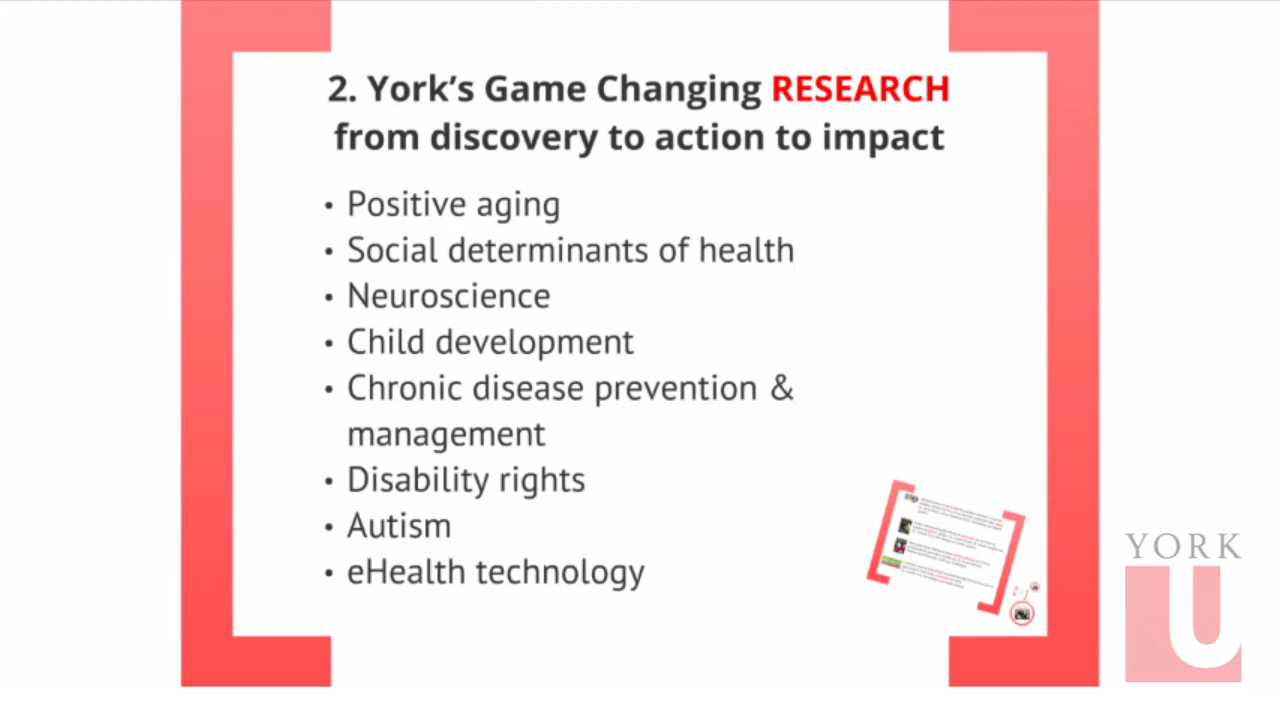 2. York's Game Changing RESEARCH
from discovery to action to impact
• Positive aging
• Social determinants of health
• Neuroscience
• Child development
• Chronic disease prevention &
management
• Disability rights
• Autism
• eHealth technology
YORK
U